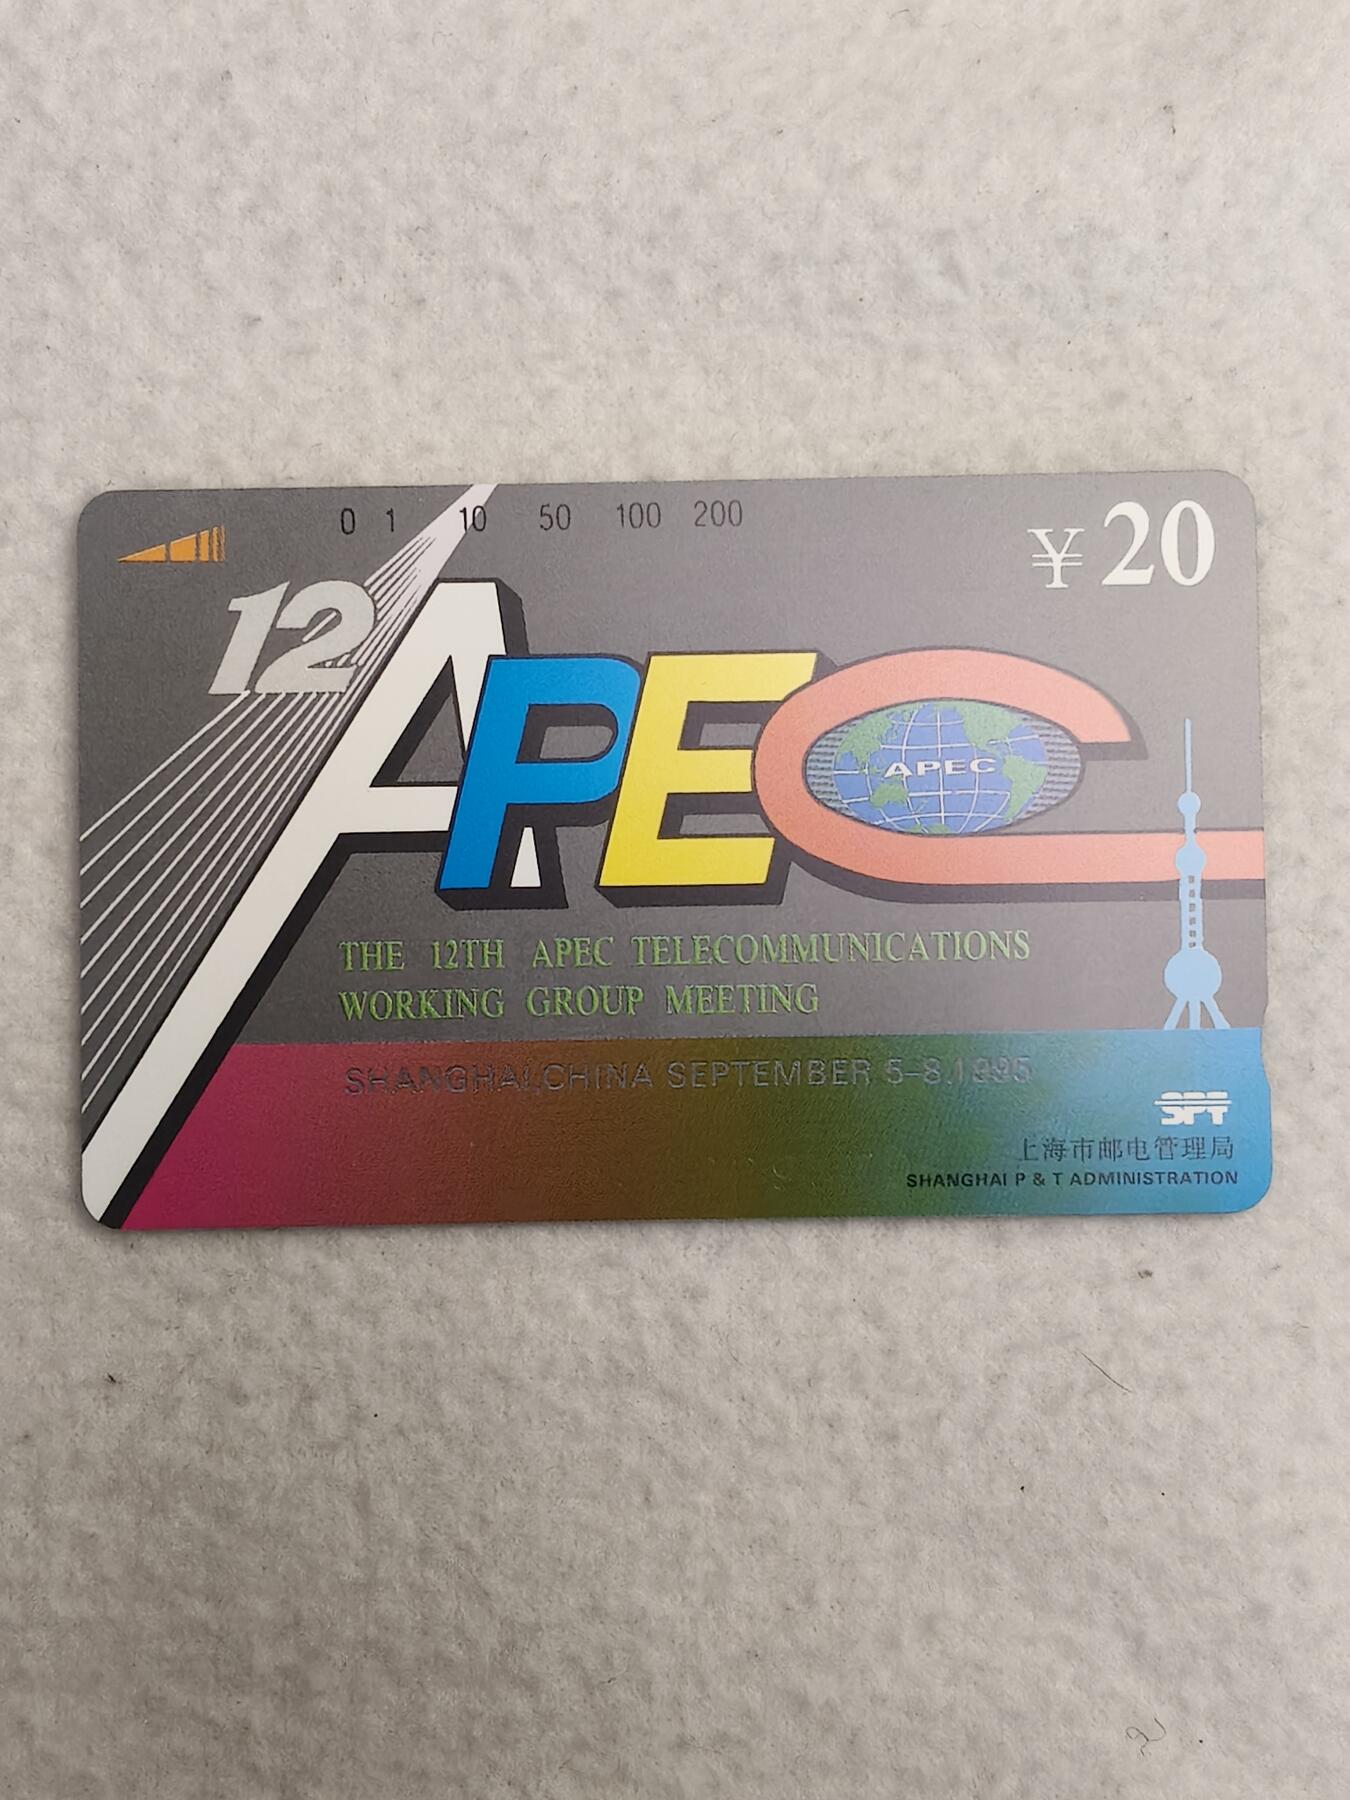 0 1 10 50 100 200
¥20
12
APEC
APEC
THE 12TH APEC TELECOMMUNICATIONS
WORKING GROUP MEETING
SHANGHAI,CHINA SEPTEMBER 5-8.1995
SPT
上海市邮电管理局
SHANGHAI P & T ADMINISTRATION